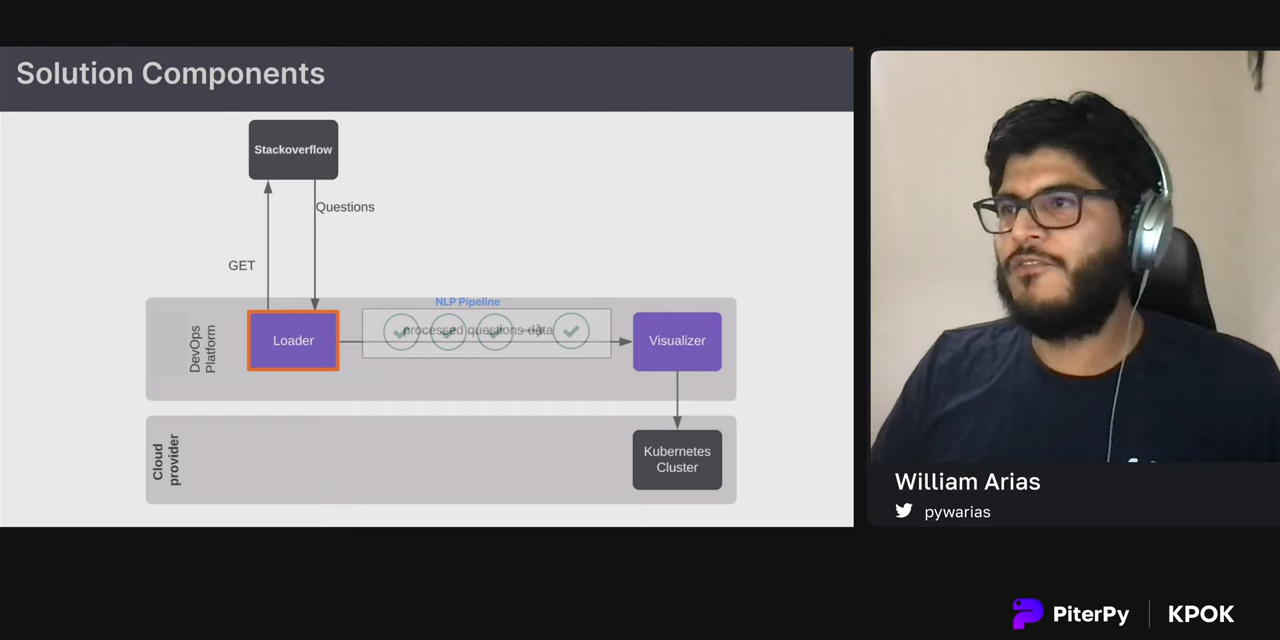 Solution Components
Stackoverflow
Questions
GET
NLP Pipeline
DevOps
Platform
Loader
processed questions data
Visualizer
Cloud
provider
Kubernetes
Cluster
William Arias
pywarias
PiterPy
KPOK